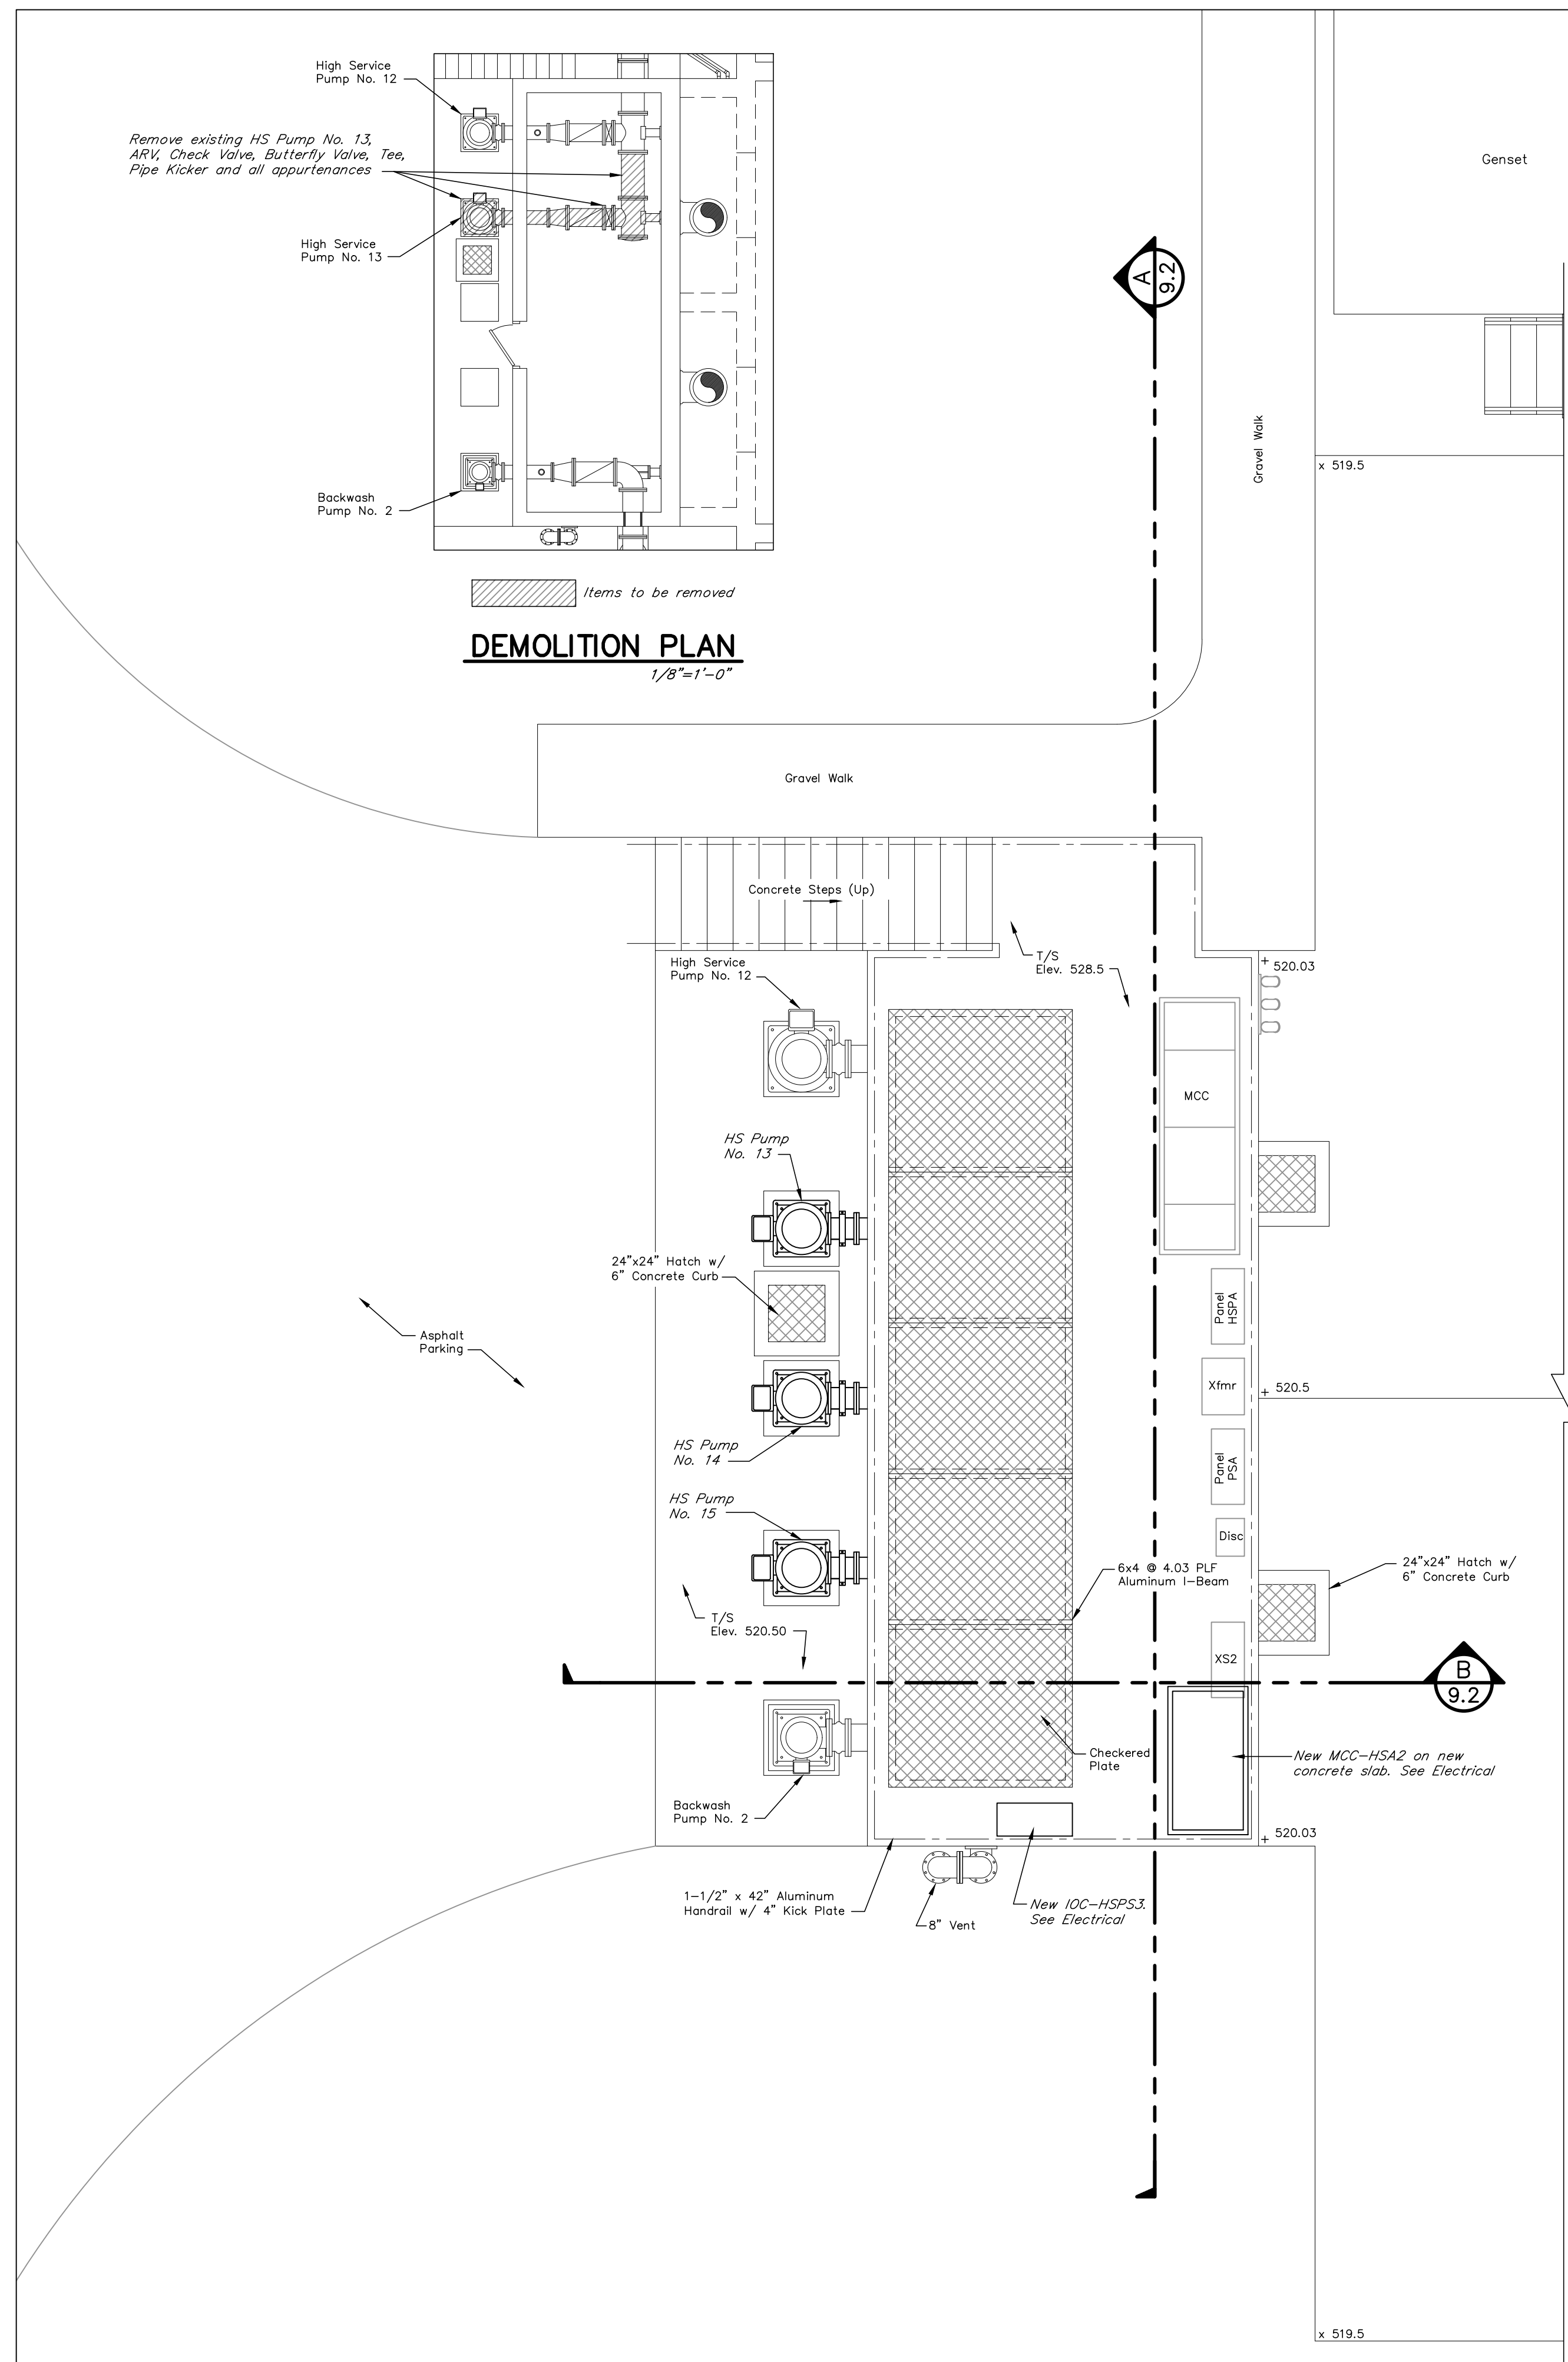 High Service
Pump No. 12
Remove existing HS Pump No. 13,
ARV, Check Valve, Butterfly Valve, Tee,
Pipe Kicker and all appurtenances
High Service
Pump No. 13
Backwash
Pump No. 2
Items to be removed
DEMOLITION PLAN
1/8"=1'-0"
Genset
A
9.2
Gravel Walk
x 519.5
Gravel Walk
Concrete Steps (Up)
T/S
Elev. 528.5
+ 520.03
High Service
Pump No. 12
MCC
HS Pump
No. 13
24"x24" Hatch w/
6" Concrete Curb
Panel
HSPA
Asphalt
Parking
Xfmr
+ 520.5
HS Pump
No. 14
Panel
PSA
HS Pump
No. 15
Disc
6x4 @ 4.03 PLF
Aluminum I-Beam
24"x24" Hatch w/
6" Concrete Curb
T/S
Elev. 520.50
XS2
B
9.2
Checkered
Plate
New MCC-HSA2 on new
concrete slab. See Electrical
Backwash
Pump No. 2
+ 520.03
1-1/2" x 42" Aluminum
Handrail w/ 4" Kick Plate
8" Vent
New IOC-HSPS3.
See Electrical
x 519.5